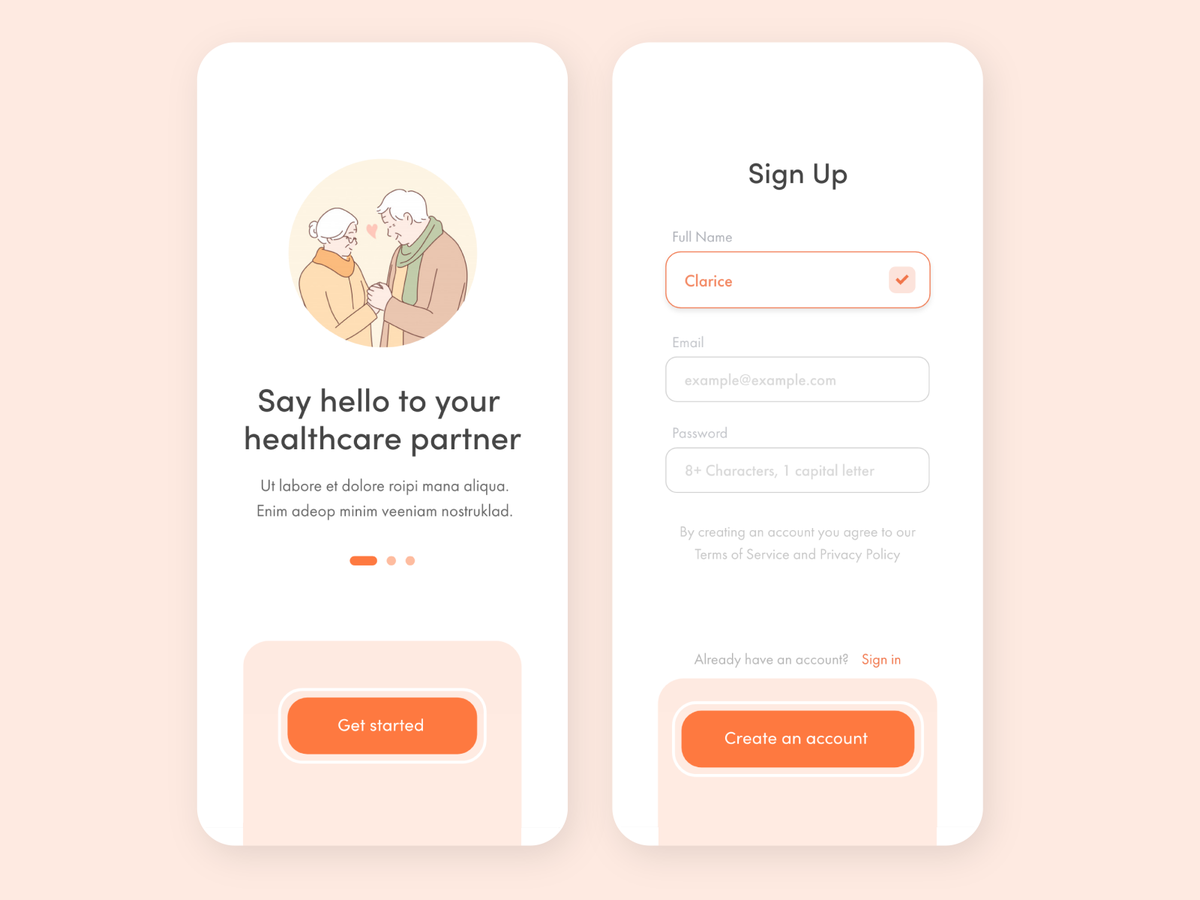 Say hello to your
healthcare partner
Ut labore et dolore roipi mana aliqua.
Enim adeop minim veeniam nostruklad.
Get started
Sign Up
Full Name
Clarice
Email
example@example.com
Password
8+ Characters, 1 capital letter
By creating an account you agree to our
Terms of Service and Privacy Policy
Already have an account? Sign in
Create an account